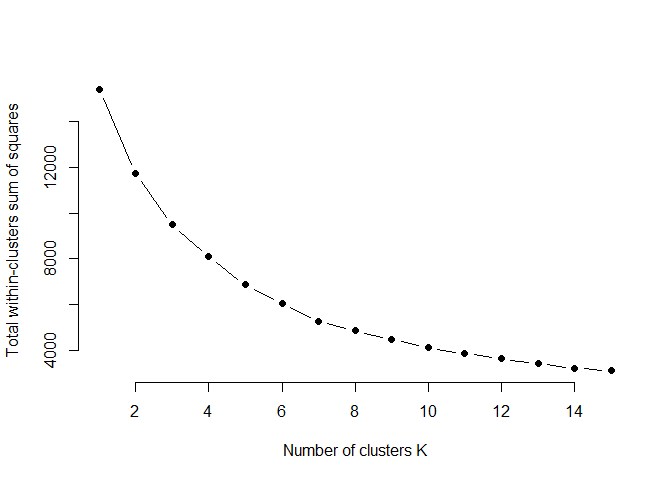 Total within-clusters sum of squares
12000
8000
4000
2 4 6 8 10 12 14
Number of clusters K